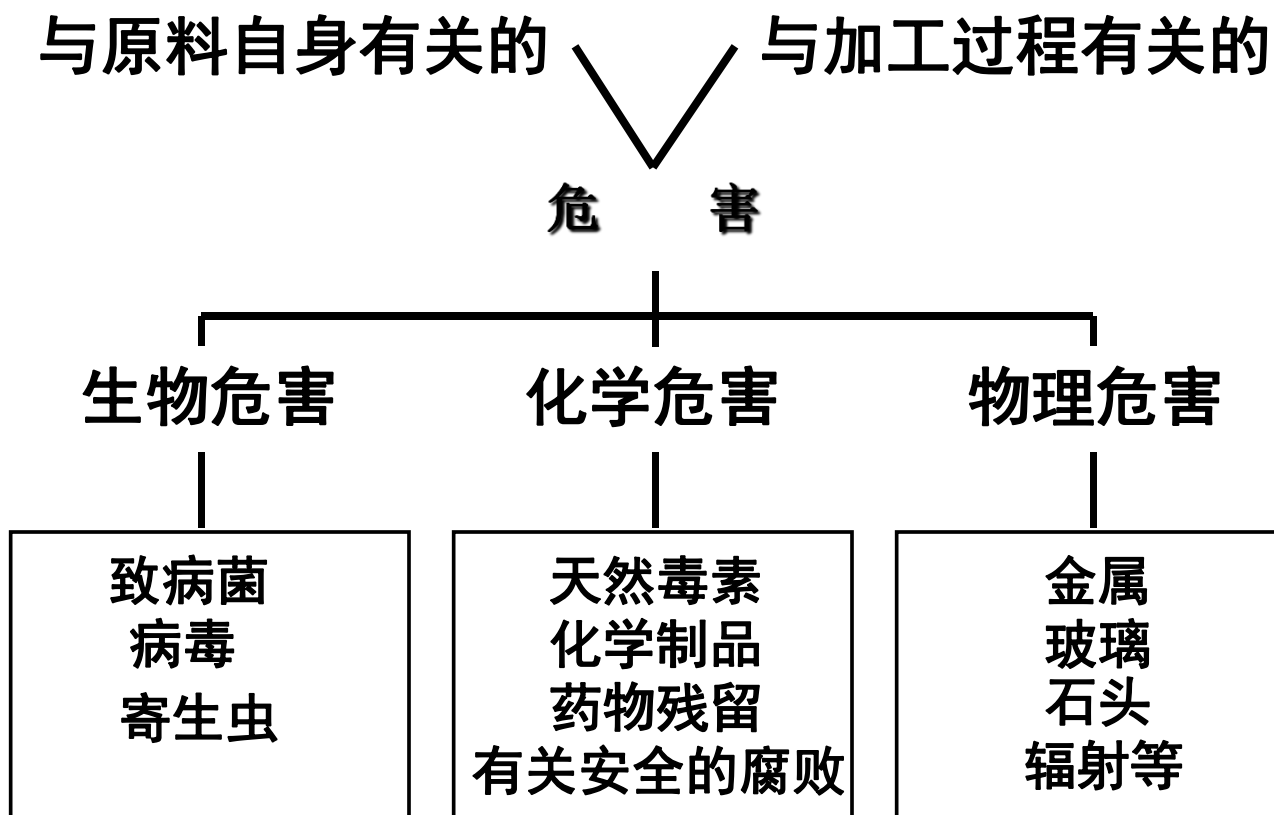 与原料自身有关的 与加工过程有关的
危 害
生物危害 化学危害 物理危害
致病菌
病毒
寄生虫
天然毒素
化学制品
药物残留
有关安全的腐败
金属
玻璃
石头
辐射等